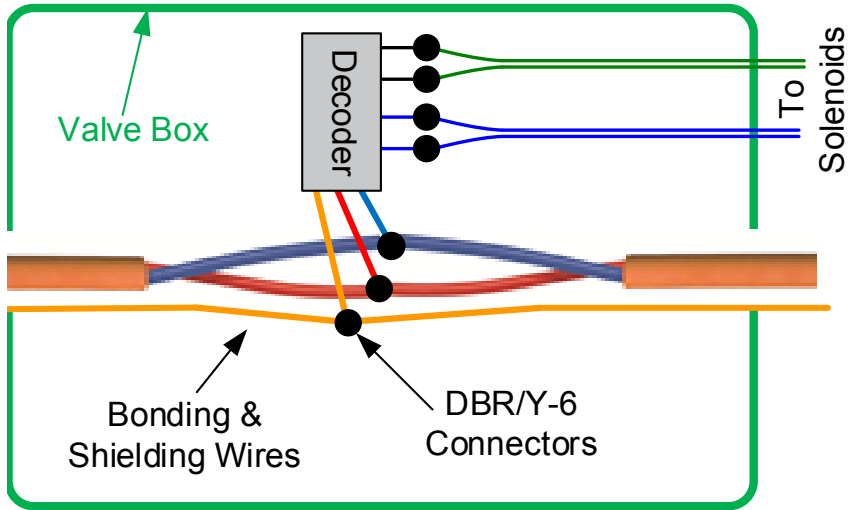 Decoder
To
Solenoids
Valve Box
Bonding &
Shielding Wires
DBR/Y-6
Connectors